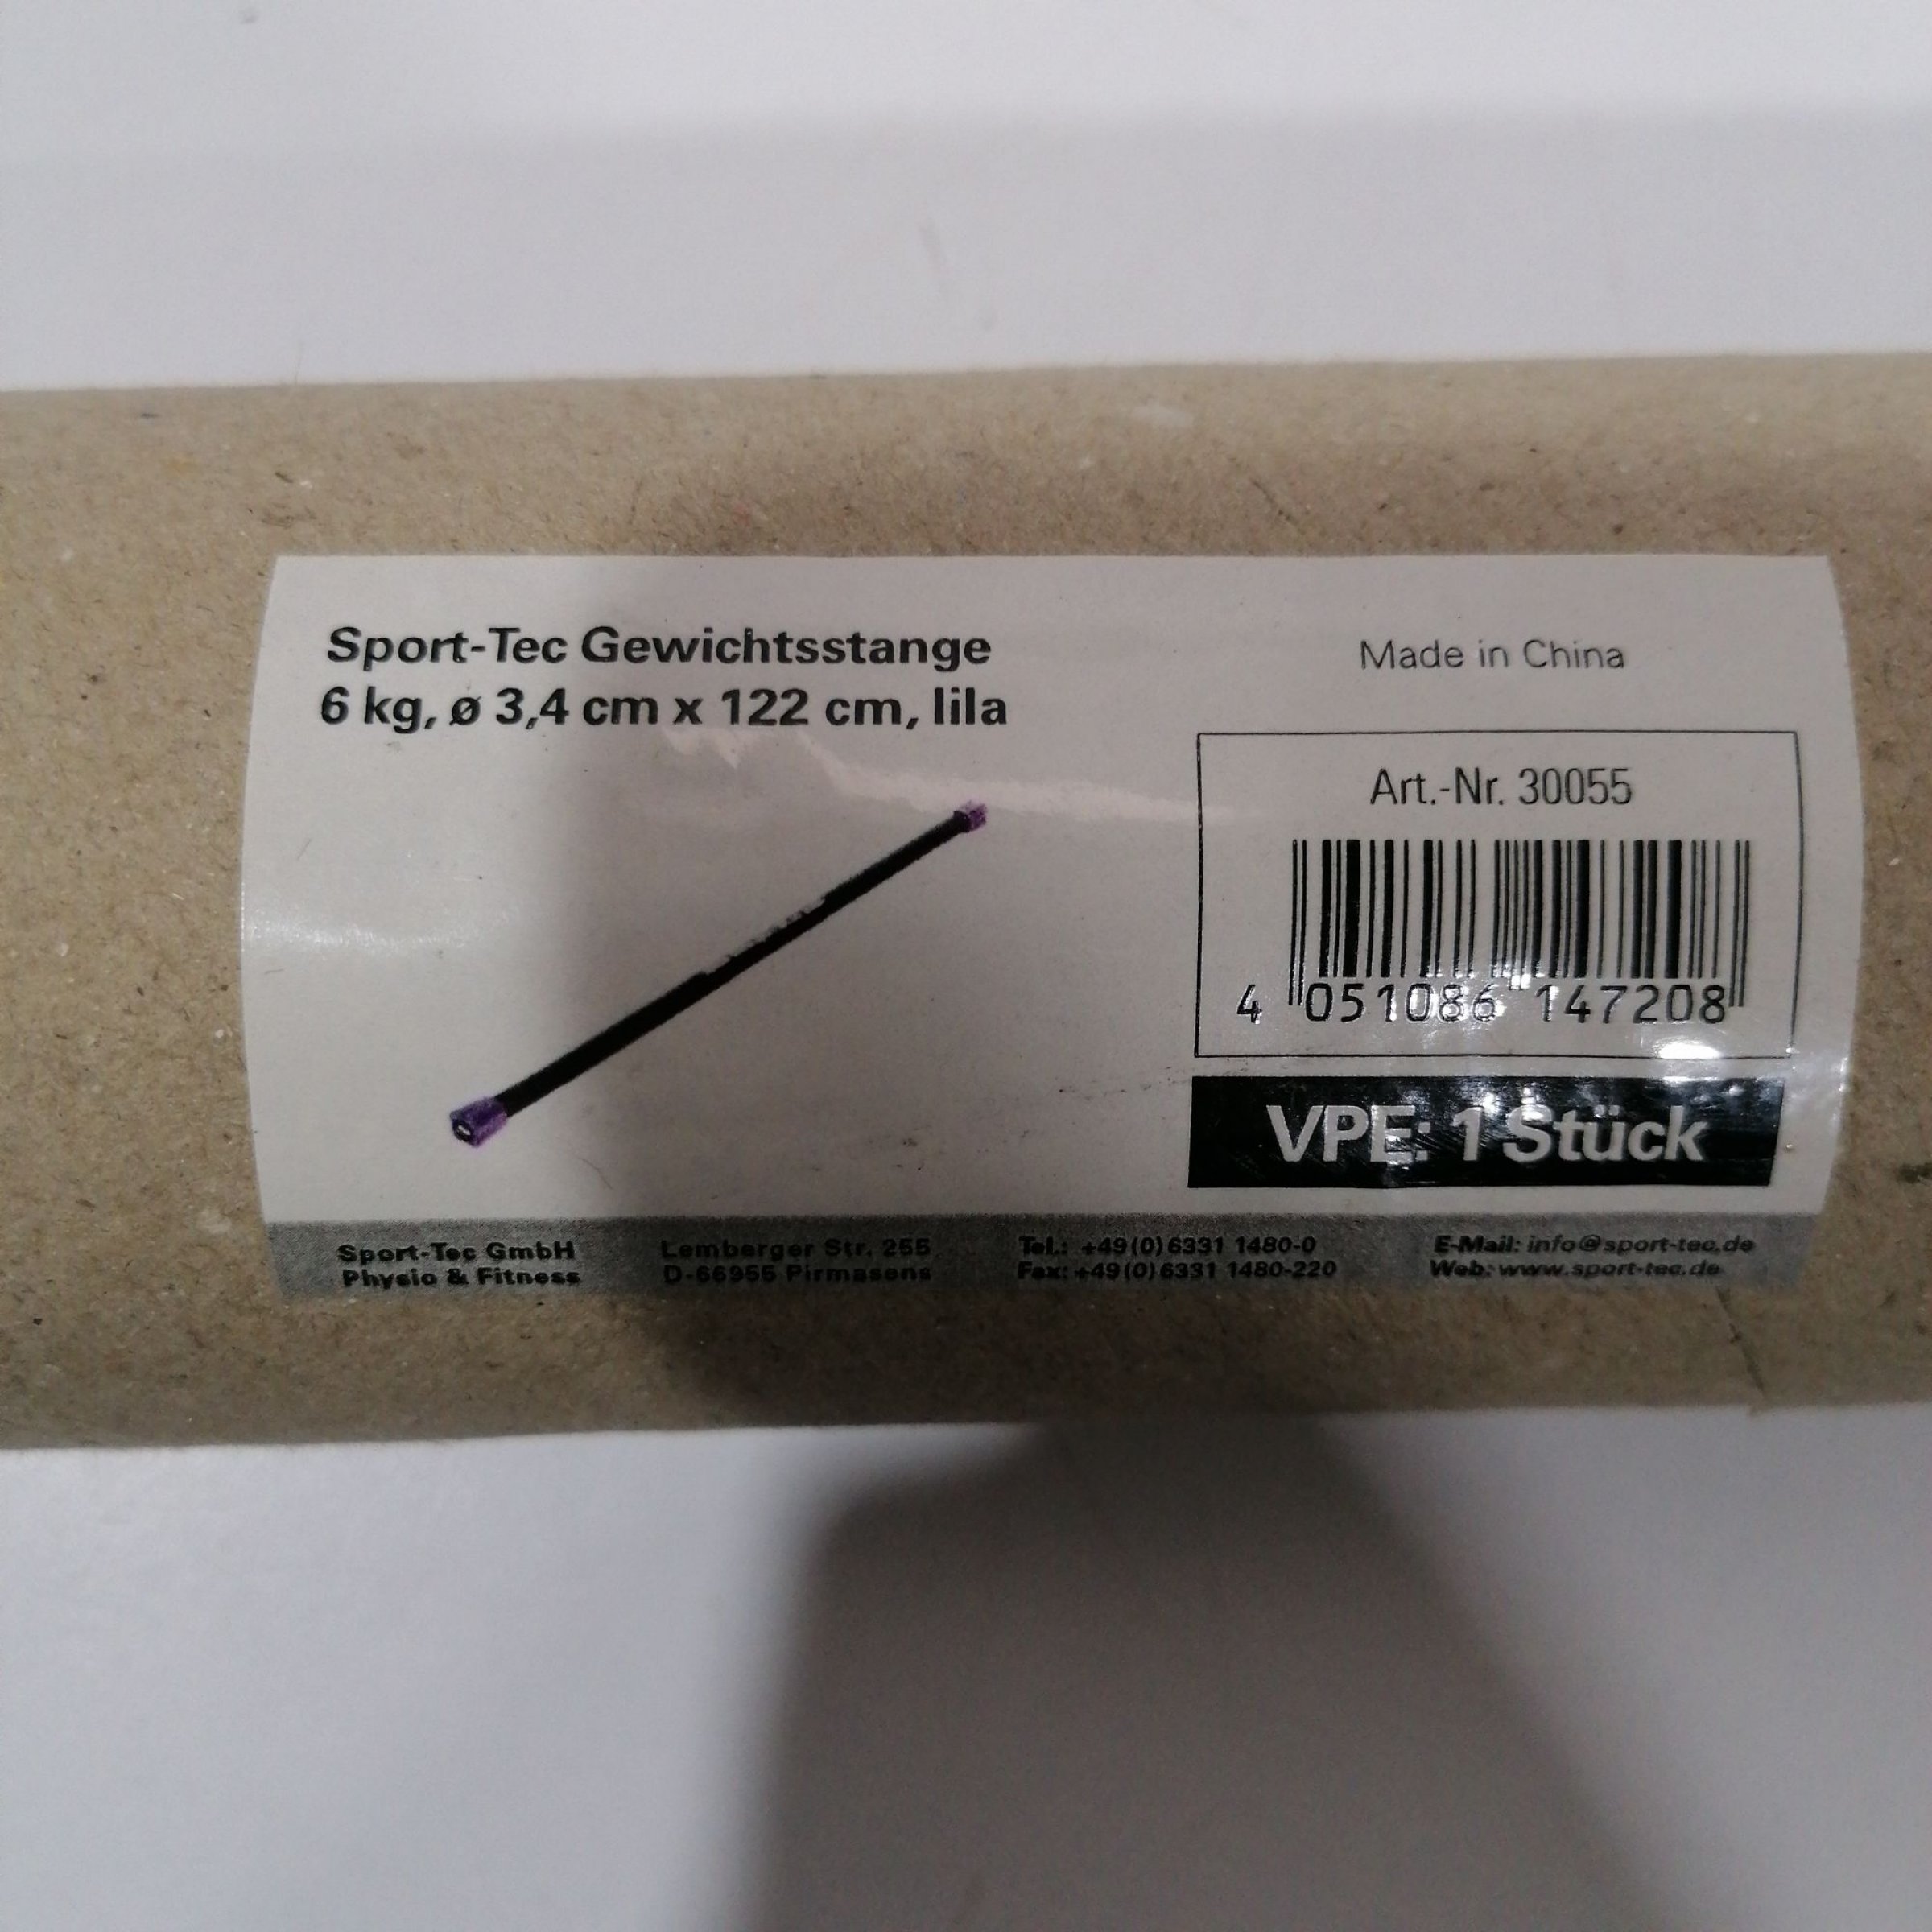 Sport-Tec Gewichtsstange
6 kg, ø 3,4 cm x 122 cm, lila
Made in China
Art.-Nr. 30055
4 051086 147208
VPE: 1 Stück
Sport-Tec GmbH
Physio & Fitness
Lemberger Str. 255
D-66955 Pirmasens
Tel.: +49(0)6331 1480-0
Fax: +49(0)6331 1480-220
E-Mail: info@sport-tec.de
Web: www.sport-tec.de